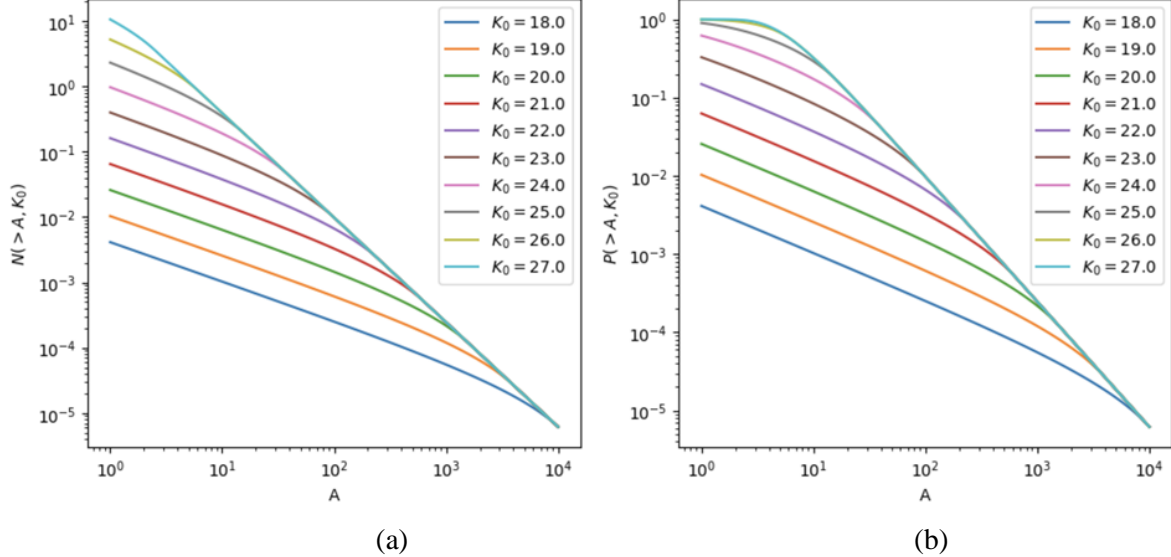 10^1
10^0
10^-1
10^-2
10^-3
10^-4
10^-5
N(> A, K_0)
K_0 = 18.0
K_0 = 19.0
K_0 = 20.0
K_0 = 21.0
K_0 = 22.0
K_0 = 23.0
K_0 = 24.0
K_0 = 25.0
K_0 = 26.0
K_0 = 27.0
10^0 10^1 10^2 10^3 10^4
A
(a)
10^0
10^-1
10^-2
10^-3
10^-4
10^-5
P(> A, K_0)
K_0 = 18.0
K_0 = 19.0
K_0 = 20.0
K_0 = 21.0
K_0 = 22.0
K_0 = 23.0
K_0 = 24.0
K_0 = 25.0
K_0 = 26.0
K_0 = 27.0
10^0 10^1 10^2 10^3 10^4
A
(b)